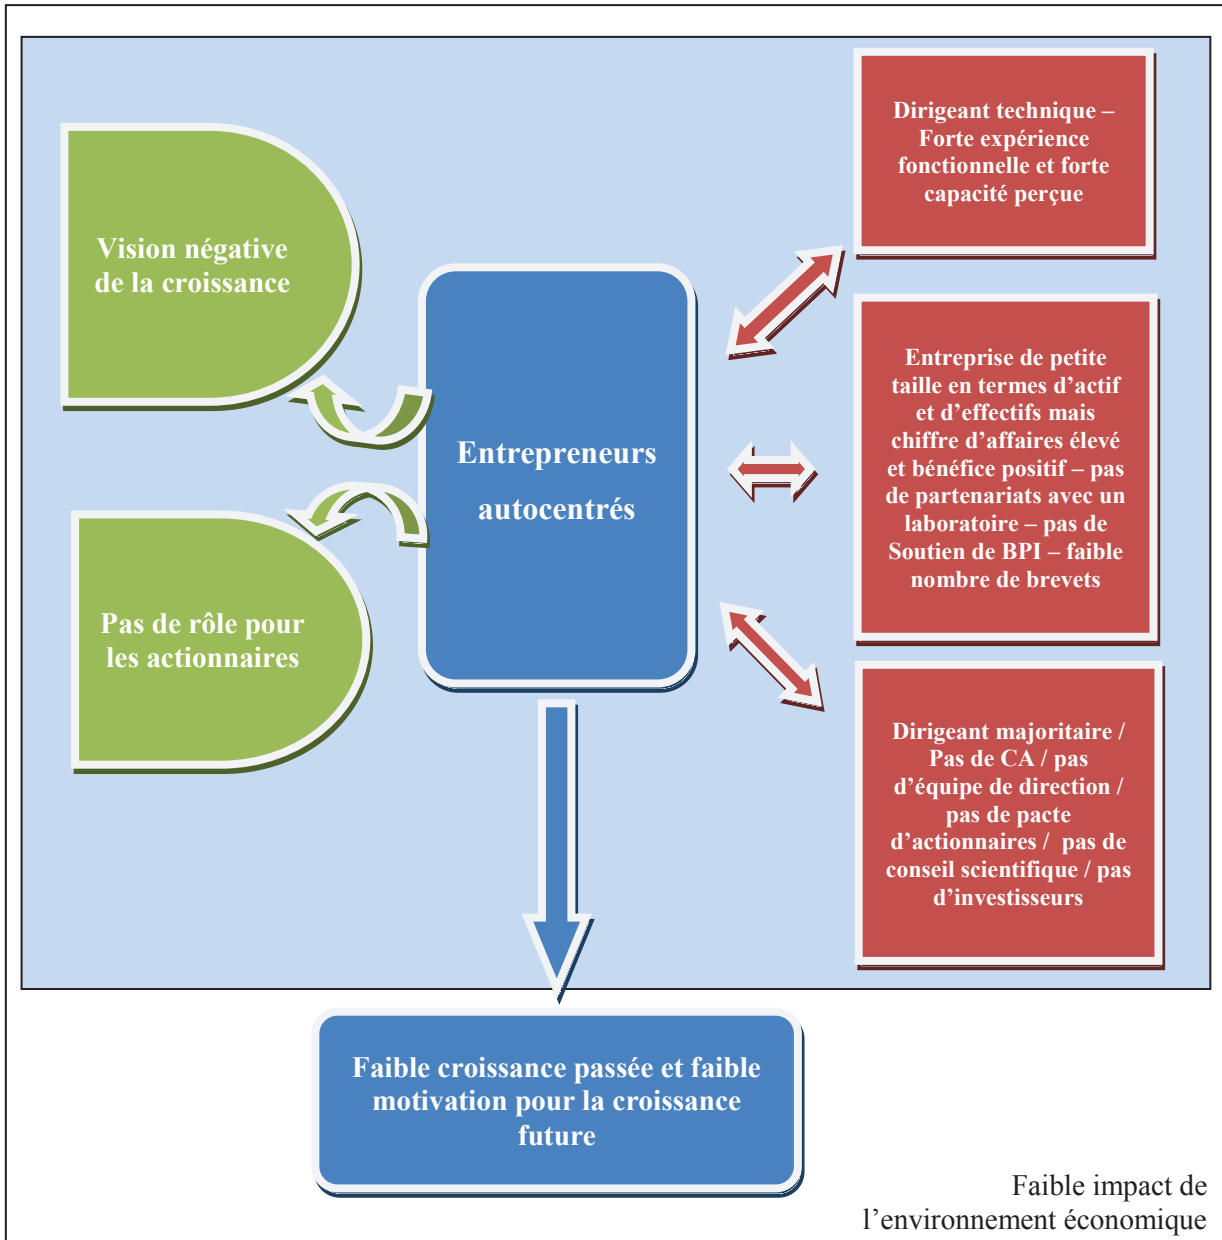 Vision négative
de la croissance
Pas de rôle pour
les actionnaires
Entrepreneurs
autocentrés
Dirigeant technique –
Forte expérience
fonctionnelle et forte
capacité perçue
Entreprise de petite
taille en termes d’actif
et d’effectifs mais
chiffre d’affaires élevé
et bénéfice positif – pas
de partenariats avec un
laboratoire – pas de
Soutien de BPI – faible
nombre de brevets
Dirigeant majoritaire /
Pas de CA / pas
d’équipe de direction /
pas de pacte
d’actionnaires / pas de
conseil scientifique / pas
d’investisseurs
Faible croissance passée et faible
motivation pour la croissance
future
Faible impact de
l’environnement économique